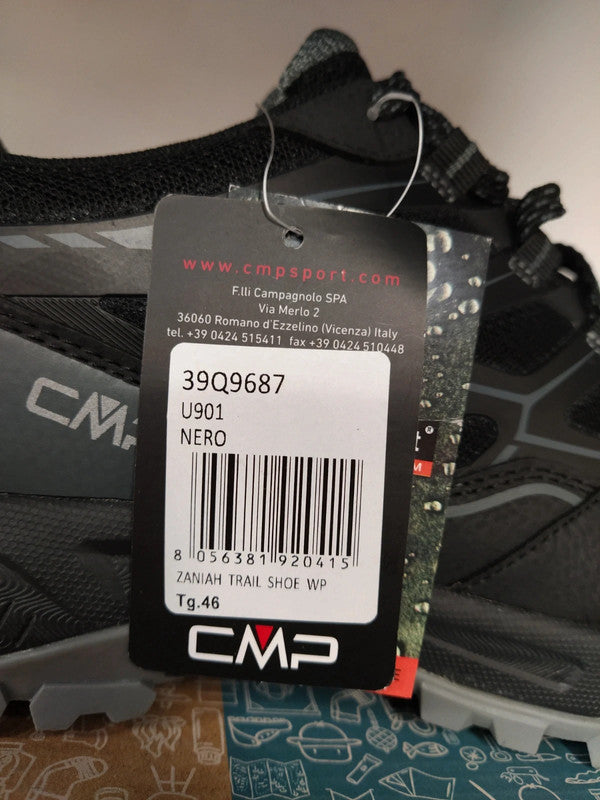 www.cmpsport.com
F.lli Campagnolo SPA
Via Merlo 2
36060 Romano d'Ezzelino (Vicenza) Italy
tel. +39 0424 515411 fax +39 0424 510448
39Q9687
U901
NERO
8 056381 920415
ZANIAH TRAIL SHOE WP
Tg.46
CMP
CMP